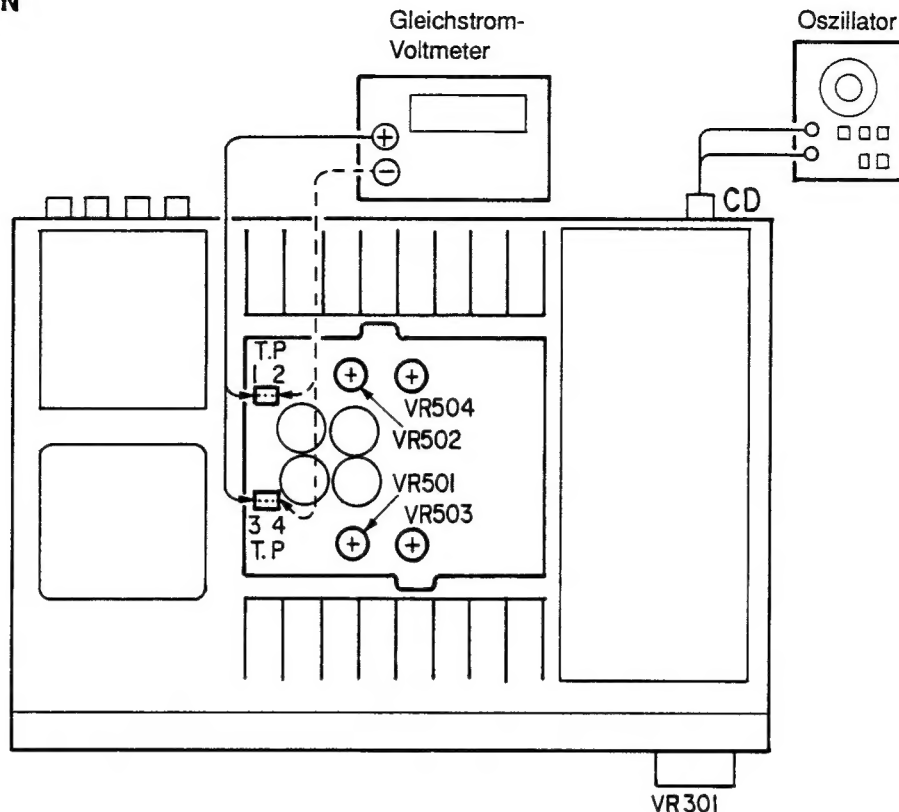 N
Gleichstrom-
Voltmeter
Oszillator
+
−
CD
T.P
1 2
VR504
VR502
VR501
VR503
3 4
T.P
VR301